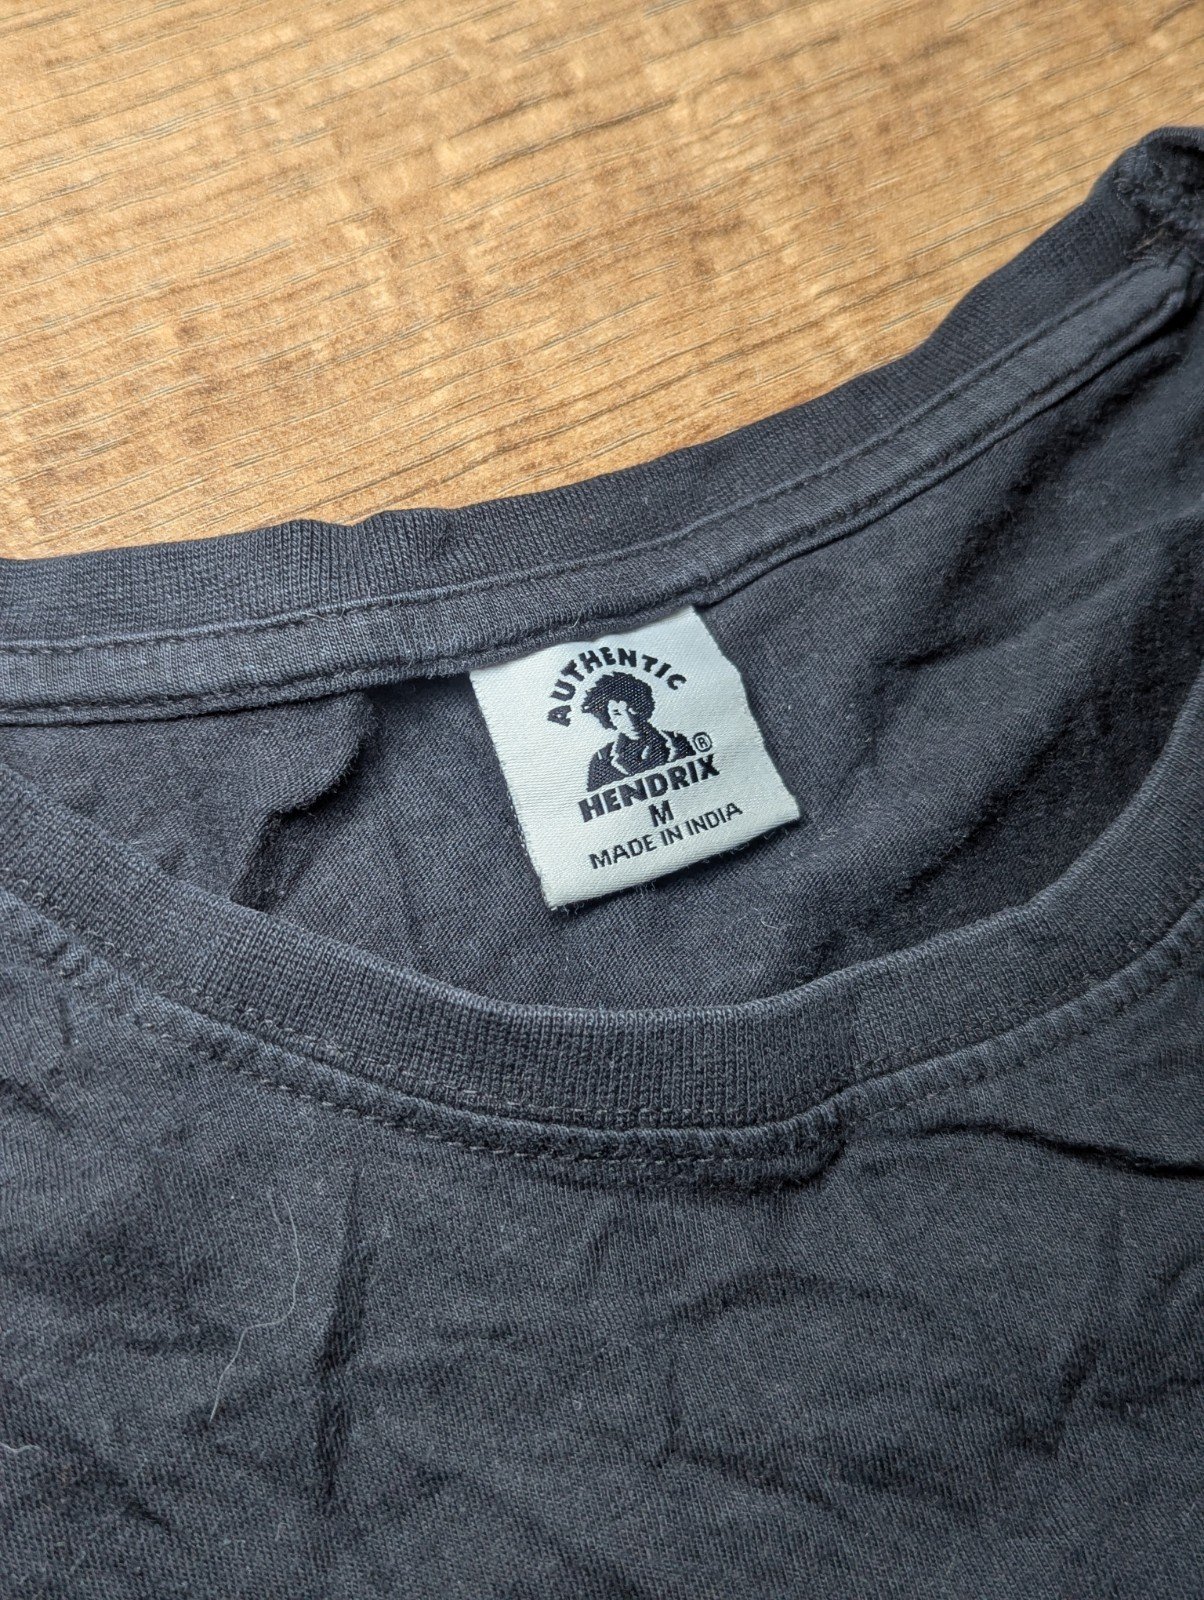 AUTHENTIC
®
HENDRIX
M
MADE IN INDIA